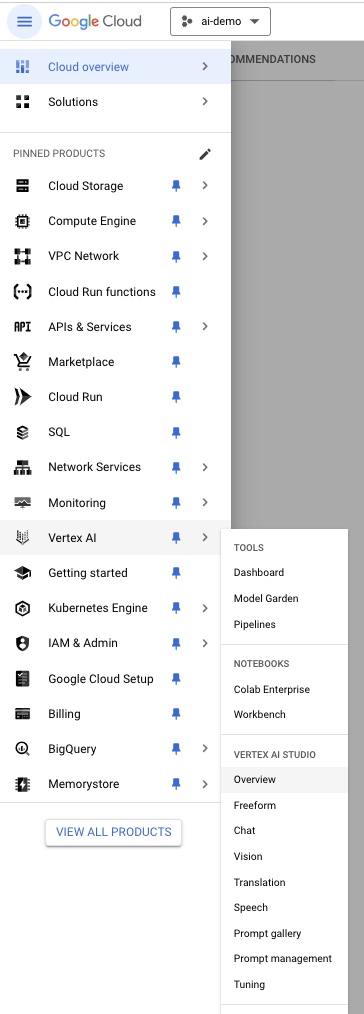 Google Cloud
ai-demo
Cloud overview
OMMENDATIONS
Solutions
PINNED PRODUCTS
Cloud Storage
Compute Engine
VPC Network
Cloud Run functions
API APIs & Services
Marketplace
Cloud Run
SQL
Network Services
Monitoring
Vertex AI
Getting started
Kubernetes Engine
IAM & Admin
Google Cloud Setup
Billing
BigQuery
Memorystore
VIEW ALL PRODUCTS
TOOLS
Dashboard
Model Garden
Pipelines
NOTEBOOKS
Colab Enterprise
Workbench
VERTEX AI STUDIO
Overview
Freeform
Chat
Vision
Translation
Speech
Prompt gallery
Prompt management
Tuning